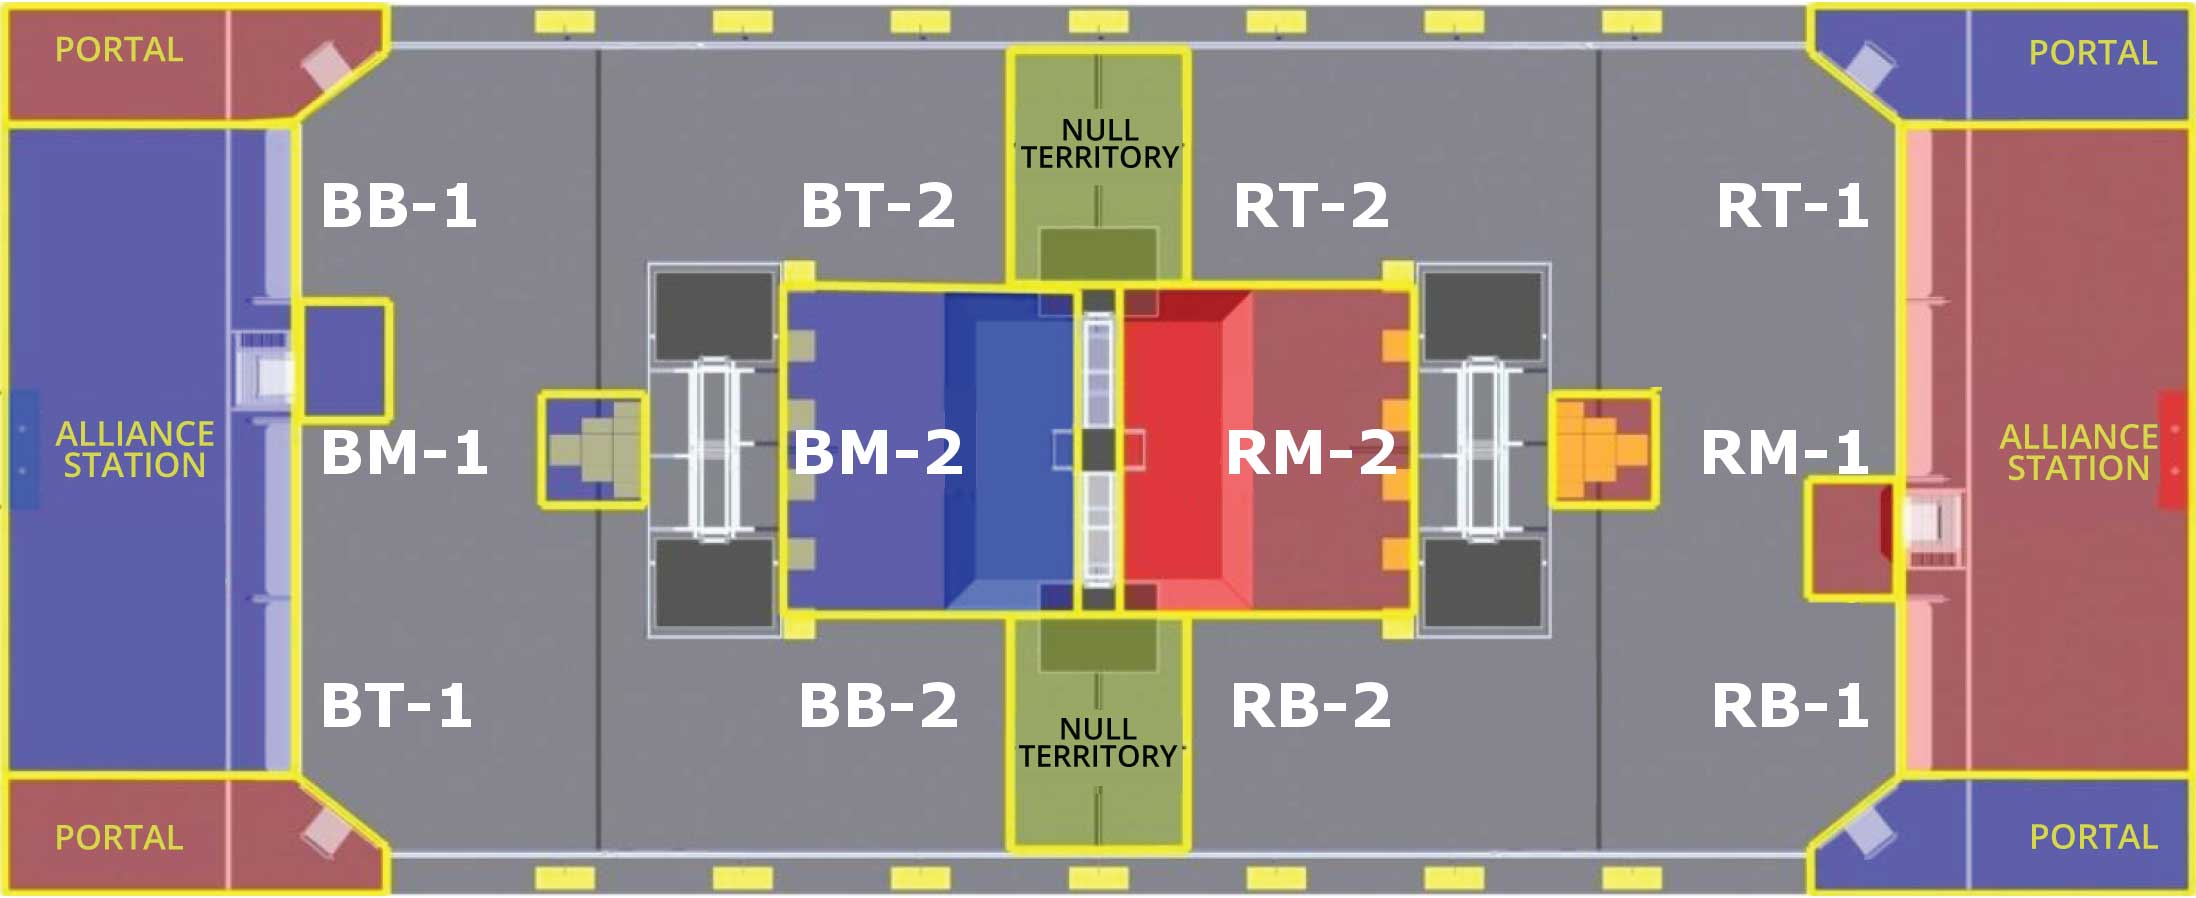 PORTAL
PORTAL
NULL
TERRITORY
BB-1
BT-2
RT-2
RT-1
ALLIANCE
STATION
BM-1
BM-2
RM-2
RM-1
ALLIANCE
STATION
BT-1
BB-2
RB-2
RB-1
NULL
TERRITORY
PORTAL
PORTAL